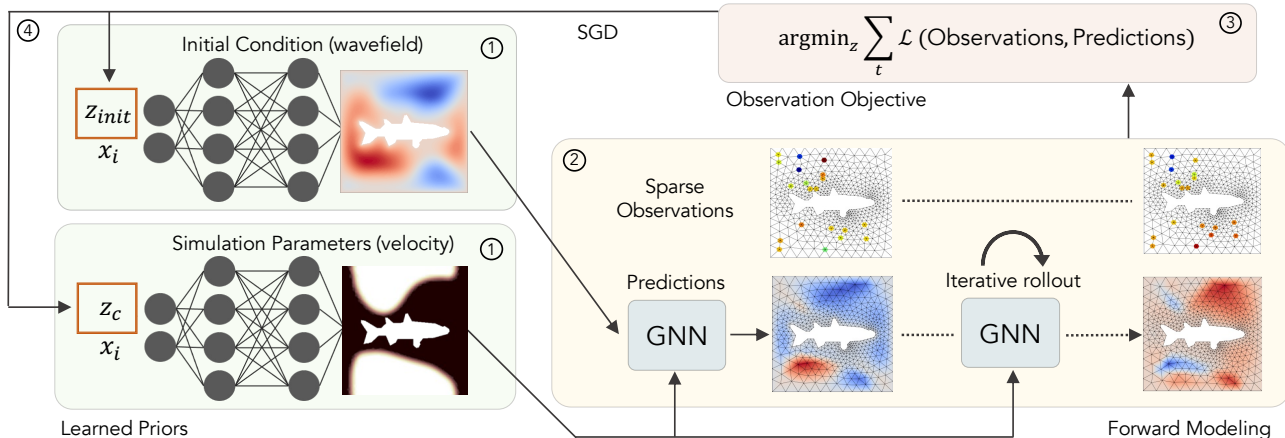 ④
Initial Condition (wavefield)
①
z_init
x_i
Simulation Parameters (velocity)
①
z_c
x_i
Learned Priors
SGD
③
argmin_z ∑_t ℒ (Observations, Predictions)
Observation Objective
②
Sparse
Observations
Predictions
Iterative rollout
GNN
GNN
Forward Modeling